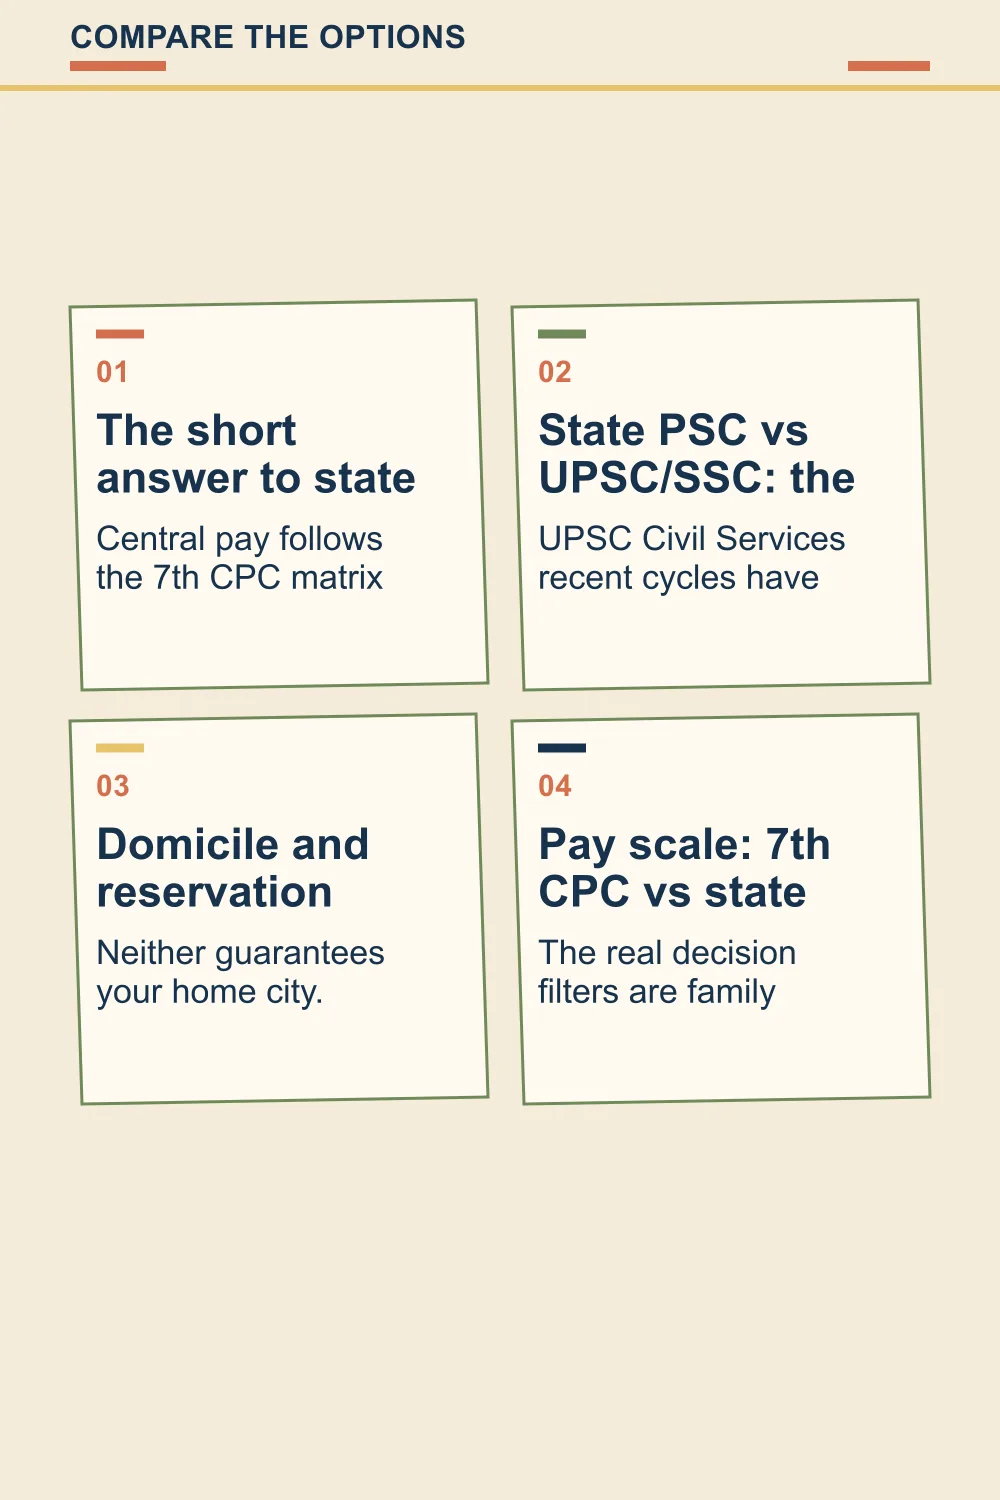 COMPARE THE OPTIONS
01
The short
answer to state
Central pay follows
the 7th CPC matrix
02
State PSC vs
UPSC/SSC: the
UPSC Civil Services
recent cycles have
03
Domicile and
reservation
Neither guarantees
your home city.
04
Pay scale: 7th
CPC vs state
The real decision
filters are family